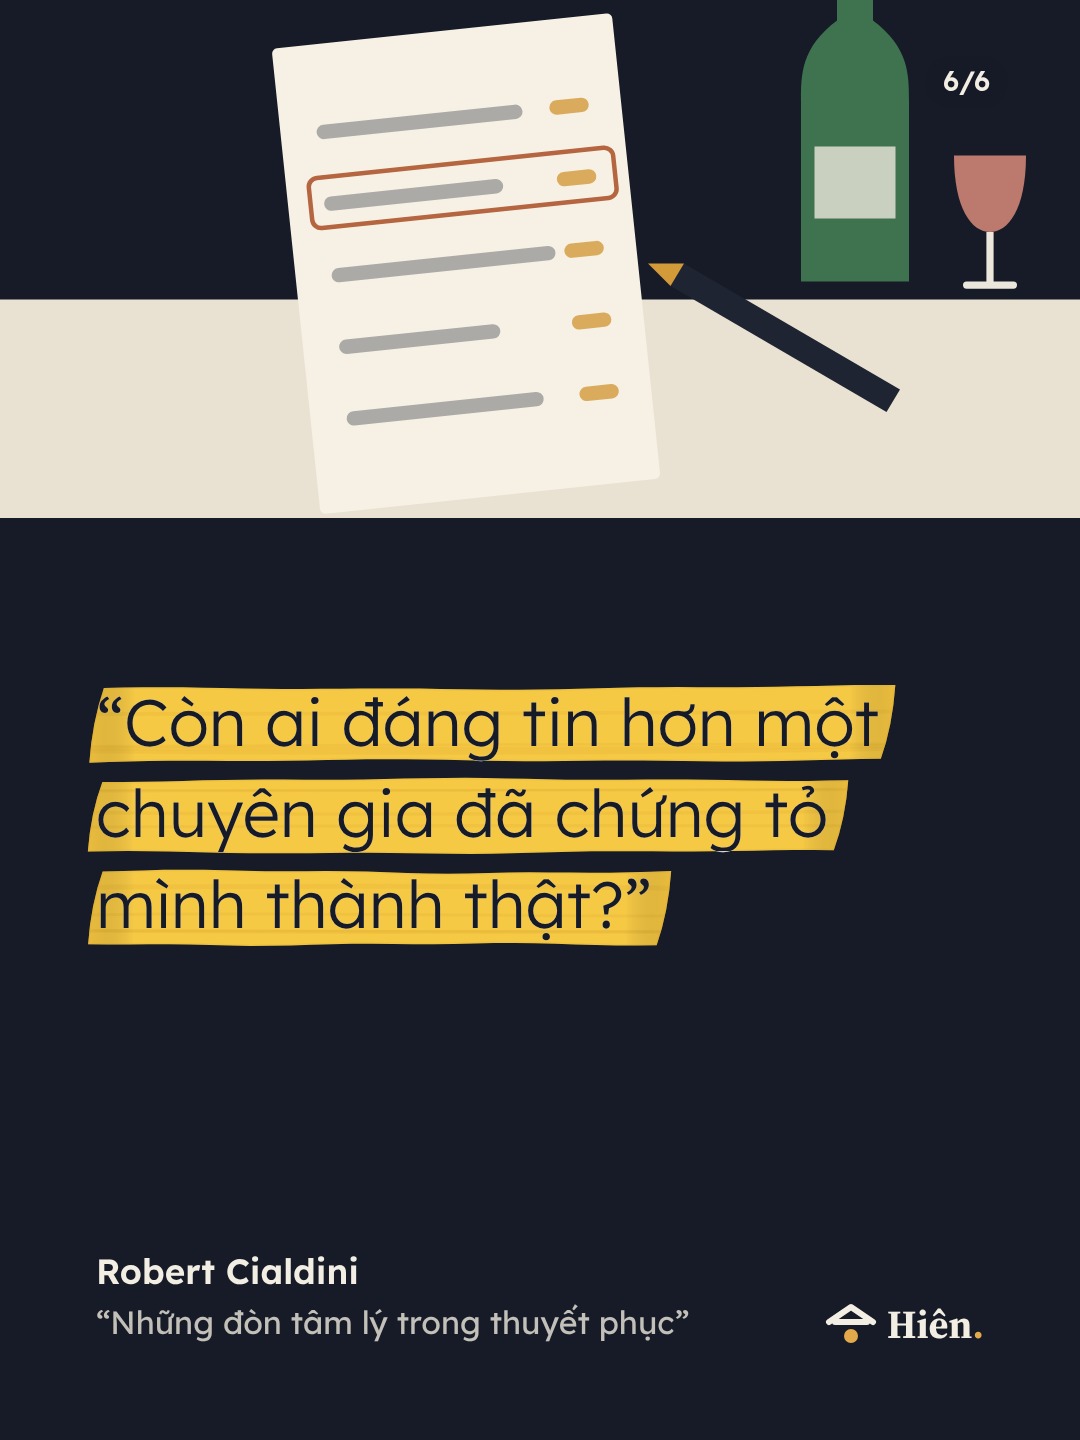 6/6
“Còn ai đáng tin hơn một
chuyên gia đã chứng tỏ
mình thành thật?”
Robert Cialdini
“Những đòn tâm lý trong thuyết phục”
Hiên.